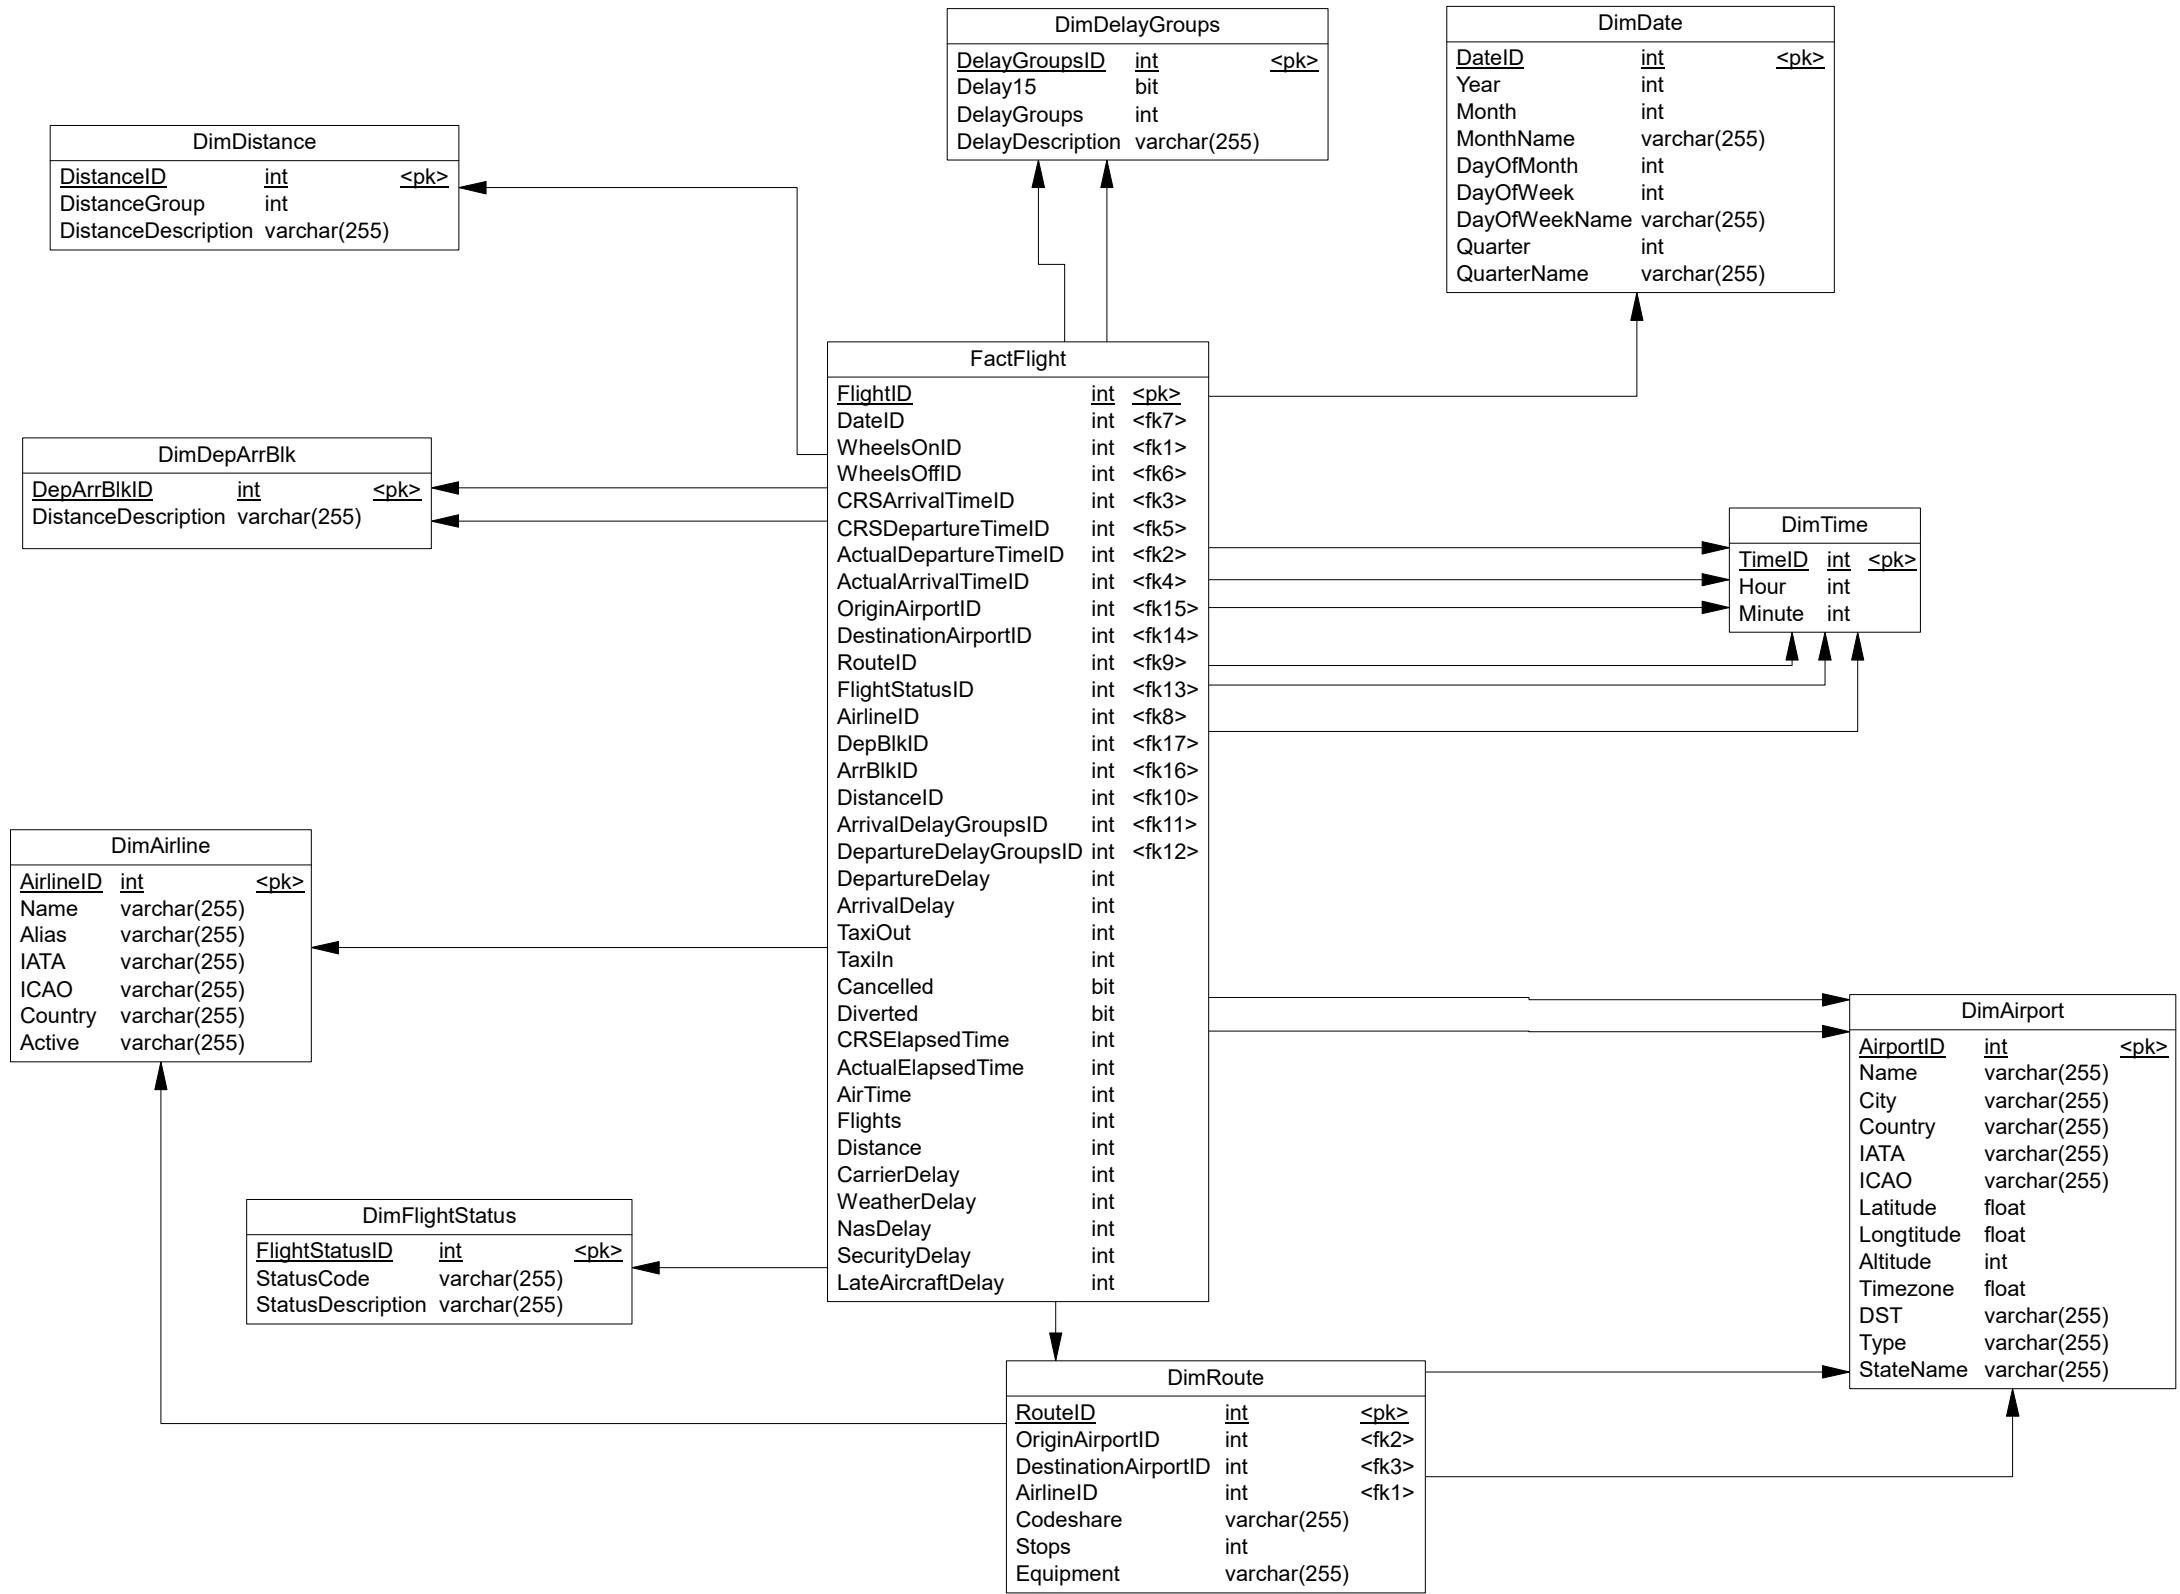 DimDelayGroups
DelayGroupsID int <pk>
Delay15 bit
DelayGroups int
DelayDescription varchar(255)
DimDate
DateID int <pk>
Year int
Month int
MonthName varchar(255)
DayOfMonth int
DayOfWeek int
DayOfWeekName varchar(255)
Quarter int
QuarterName varchar(255)
DimDistance
DistanceID int <pk>
DistanceGroup int
DistanceDescription varchar(255)
FactFlight
FlightID int <pk>
DateID int <fk7>
WheelsOnID int <fk1>
WheelsOffID int <fk6>
CRSArrivalTimeID int <fk3>
CRSDepartureTimeID int <fk5>
ActualDepartureTimeID int <fk2>
ActualArrivalTimeID int <fk4>
OriginAirportID int <fk15>
DestinationAirportID int <fk14>
RouteID int <fk9>
FlightStatusID int <fk13>
AirlineID int <fk8>
DepBlkID int <fk17>
ArrBlkID int <fk16>
DistanceID int <fk10>
ArrivalDelayGroupsID int <fk11>
DepartureDelayGroupsID int <fk12>
DepartureDelay int
ArrivalDelay int
TaxiOut int
TaxiIn int
Cancelled bit
Diverted bit
CRSElapsedTime int
ActualElapsedTime int
AirTime int
Flights int
Distance int
CarrierDelay int
WeatherDelay int
NasDelay int
SecurityDelay int
LateAircraftDelay int
DimDepArrBlk
DepArrBlkID int <pk>
DistanceDescription varchar(255)
DimTime
TimeID int <pk>
Hour int
Minute int
DimAirline
AirlineID int <pk>
Name varchar(255)
Alias varchar(255)
IATA varchar(255)
ICAO varchar(255)
Country varchar(255)
Active varchar(255)
DimAirport
AirportID int <pk>
Name varchar(255)
City varchar(255)
Country varchar(255)
IATA varchar(255)
ICAO varchar(255)
Latitude float
Longtitude float
Altitude int
Timezone float
DST varchar(255)
Type varchar(255)
StateName varchar(255)
DimFlightStatus
FlightStatusID int <pk>
StatusCode varchar(255)
StatusDescription varchar(255)
DimRoute
RouteID int <pk>
OriginAirportID int <fk2>
DestinationAirportID int <fk3>
AirlineID int <fk1>
Codeshare varchar(255)
Stops int
Equipment varchar(255)